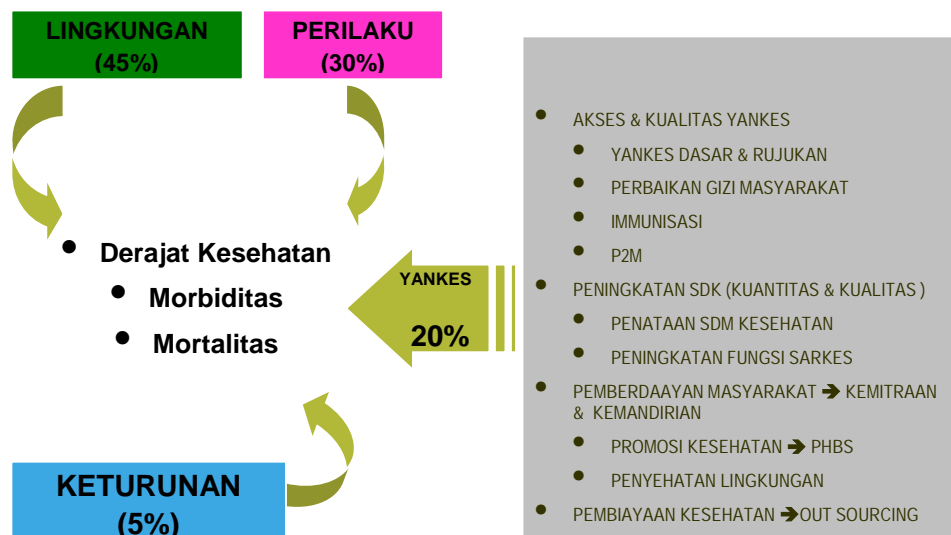 LINGKUNGAN
(45%)
PERILAKU
(30%)
• Derajat Kesehatan
• Morbiditas
• Mortalitas
YANKES
20%
KETURUNAN
(5%)
• AKSES & KUALITAS YANKES
• YANKES DASAR & RUJUKAN
• PERBAIKAN GIZI MASYARAKAT
• IMMUNISASI
• P2M
• PENINGKATAN SDK (KUANTITAS & KUALITAS )
• PENATAAN SDM KESEHATAN
• PENINGKATAN FUNGSI SARKES
• PEMBERDAAYAN MASYARAKAT ➔ KEMITRAAN
& KEMANDIRIAN
• PROMOSI KESEHATAN ➔ PHBS
• PENYEHATAN LINGKUNGAN
• PEMBIAYAAN KESEHATAN ➔OUT SOURCING